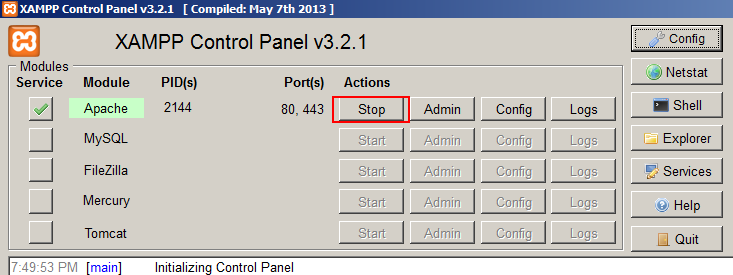 XAMPP Control Panel v3.2.1 [ Compiled: May 7th 2013 ]
XAMPP Control Panel v3.2.1
Config
Modules
Service Module PID(s) Port(s) Actions
Netstat
Apache 2144 80, 443 Stop Admin Config Logs
Shell
MySQL Start Admin Config Logs
Explorer
FileZilla Start Admin Config Logs
Services
Mercury Start Admin Config Logs
Help
Tomcat Start Admin Config Logs
Quit
7:49:53 PM [main] Initializing Control Panel